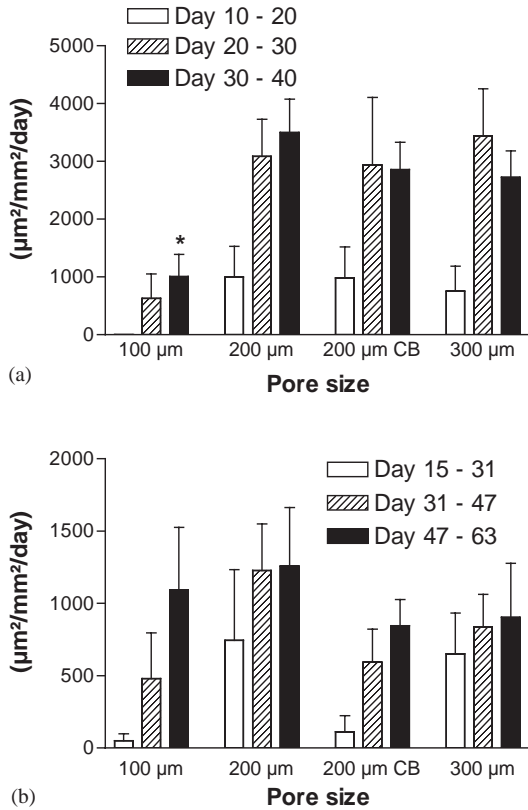 Day 10 - 20
Day 20 - 30
Day 30 - 40
(µm²/mm²/day)
5000
4000
3000
2000
1000
0
*
100 µm 200 µm 200 µm CB 300 µm
(a)
Pore size
Day 15 - 31
Day 31 - 47
Day 47 - 63
(µm²/mm²/day)
2000
1500
1000
500
0
100 µm 200 µm 200 µm CB 300 µm
(b)
Pore size